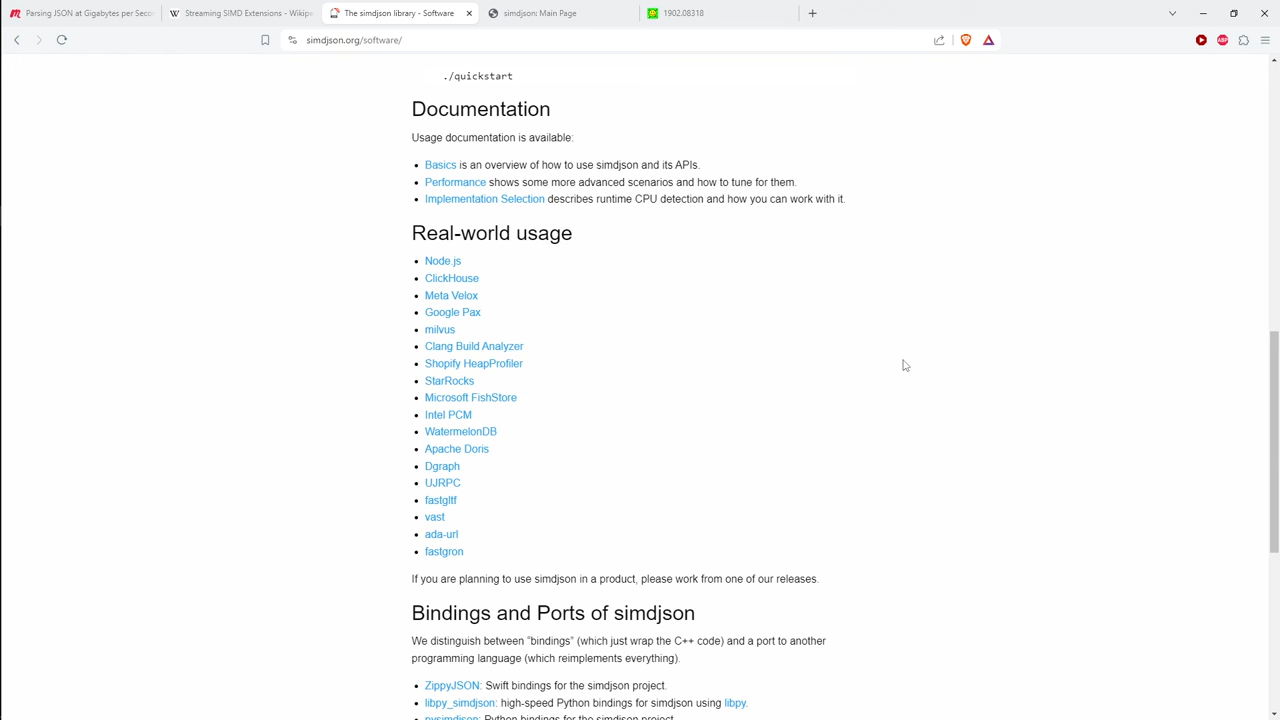 Parsing JSON at Gigabytes per Seco
Streaming SIMD Extensions - Wikipe
The simdjson library - Software
simdjson: Main Page
1902.08318
simdjson.org/software/
./quickstart
Documentation
Usage documentation is available:
Basics is an overview of how to use simdjson and its APIs.
Performance shows some more advanced scenarios and how to tune for them.
Implementation Selection describes runtime CPU detection and how you can work with it.
Real-world usage
Node.js
ClickHouse
Meta Velox
Google Pax
milvus
Clang Build Analyzer
Shopify HeapProfiler
StarRocks
Microsoft FishStore
Intel PCM
WatermelonDB
Apache Doris
Dgraph
UJRPC
fastgltf
vast
ada-url
fastgron
If you are planning to use simdjson in a product, please work from one of our releases.
Bindings and Ports of simdjson
We distinguish between “bindings” (which just wrap the C++ code) and a port to another
programming language (which reimplements everything).
ZippyJSON: Swift bindings for the simdjson project.
libpy_simdjson: high-speed Python bindings for simdjson using libpy.
pysimdjson: Python bindings for the simdjson project.